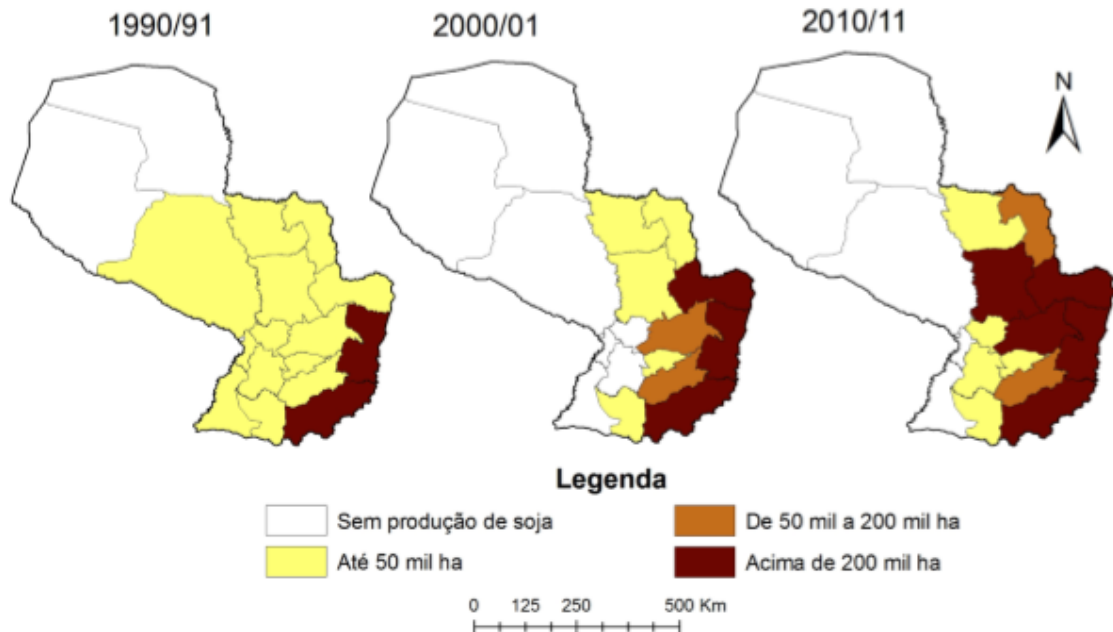 1990/91
2000/01
2010/11
N
Legenda
Sem produção de soja
De 50 mil a 200 mil ha
Até 50 mil ha
Acima de 200 mil ha
0 125 250 500 Km